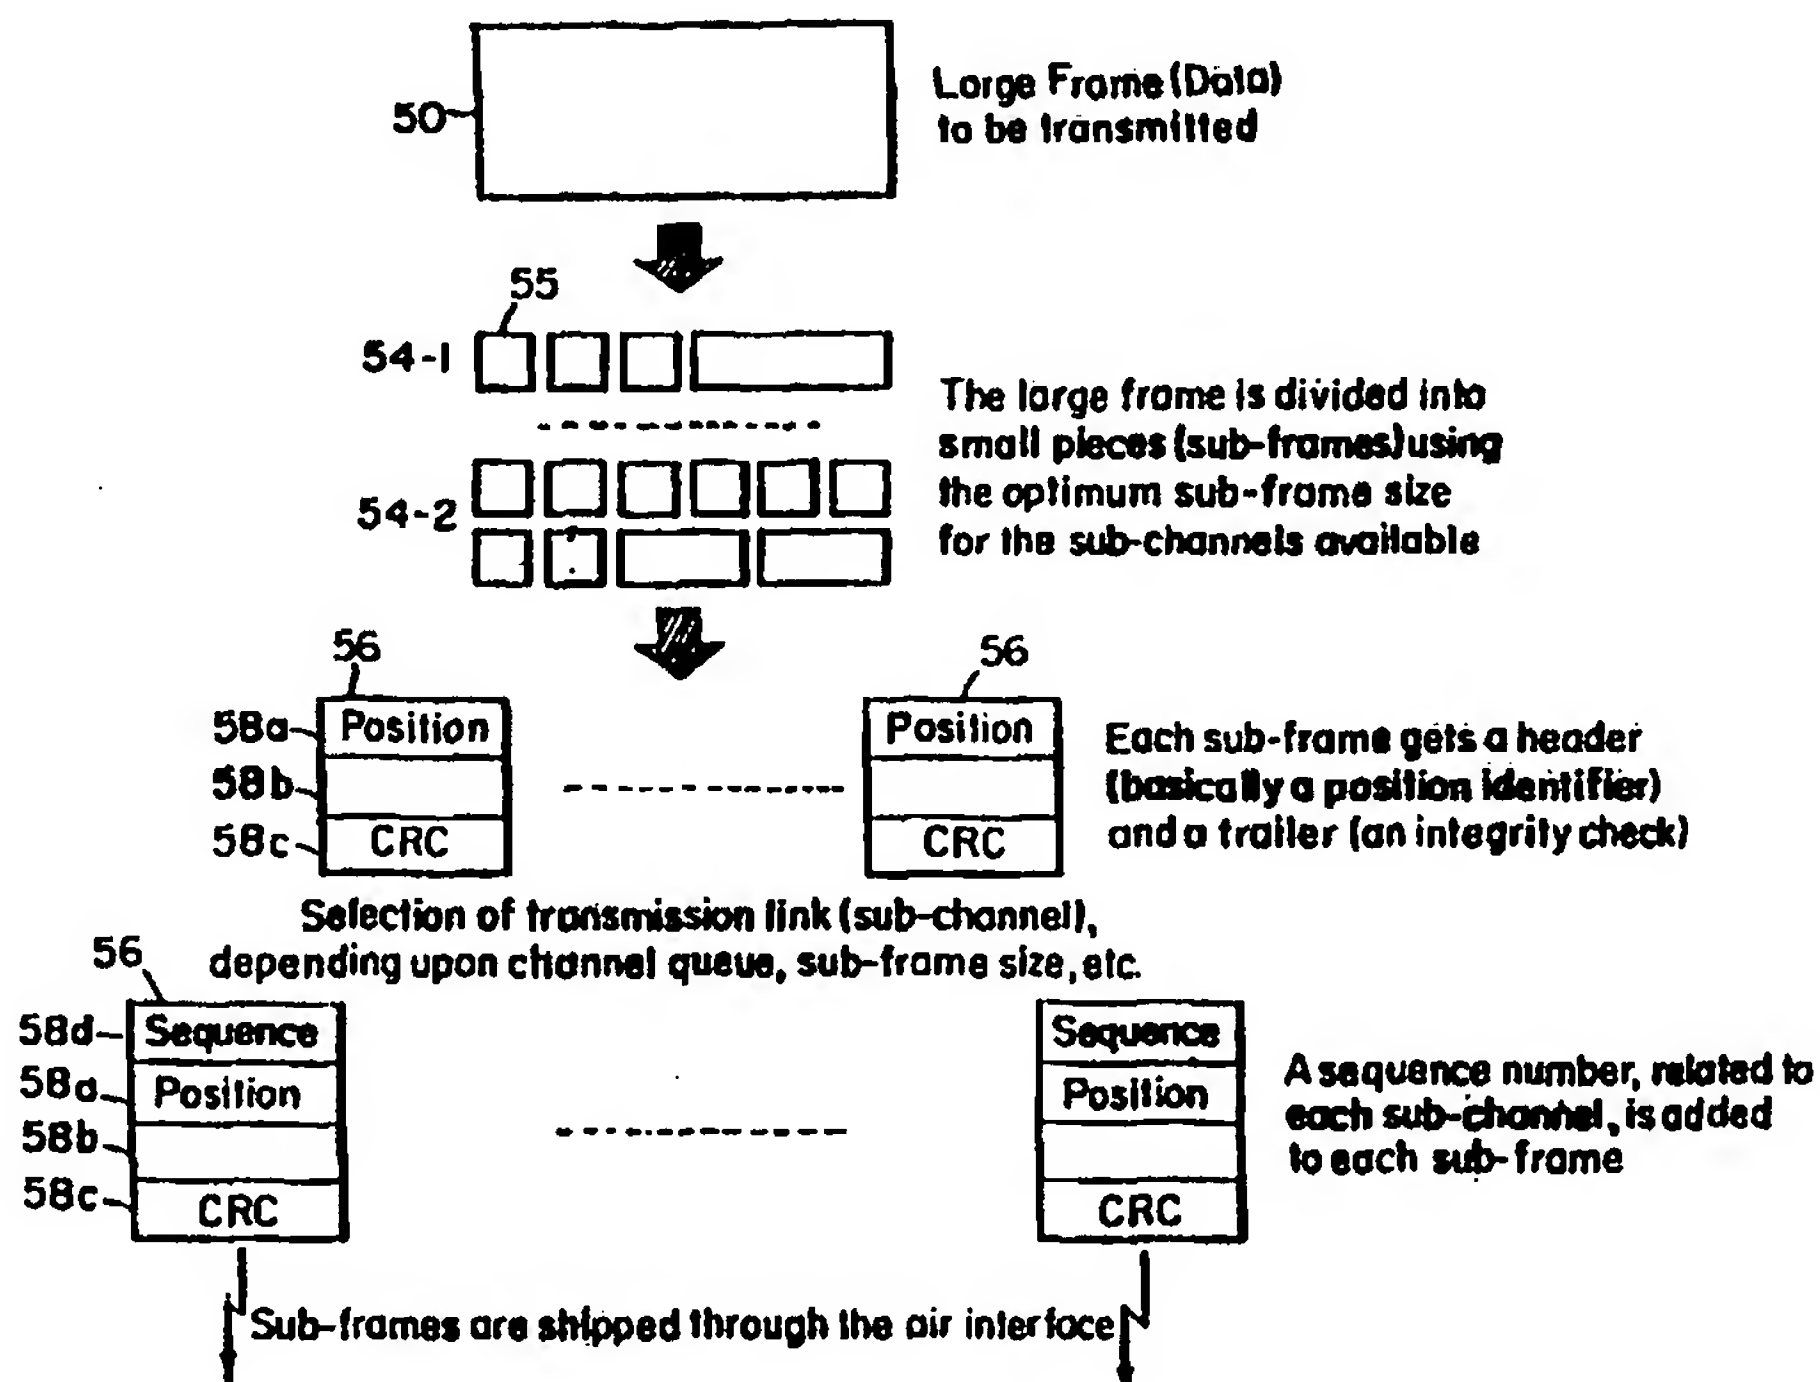 50
Large Frame (Data)
to be transmitted
55
54-1
The large frame is divided into
small pieces (sub-frames) using
the optimum sub-frame size
for the sub-channels available
54-2
56
56
58a
Position
Position
58b
58c
CRC
CRC
Each sub-frame gets a header
(basically a position identifier)
and a trailer (an integrity check)
Selection of transmission link (sub-channel),
depending upon channel queue, sub-frame size, etc.
56
58d
Sequence
Sequence
58a
Position
Position
58b
58c
CRC
CRC
A sequence number, related to
each sub-channel, is added
to each sub-frame
Sub-frames are shipped through the air interface